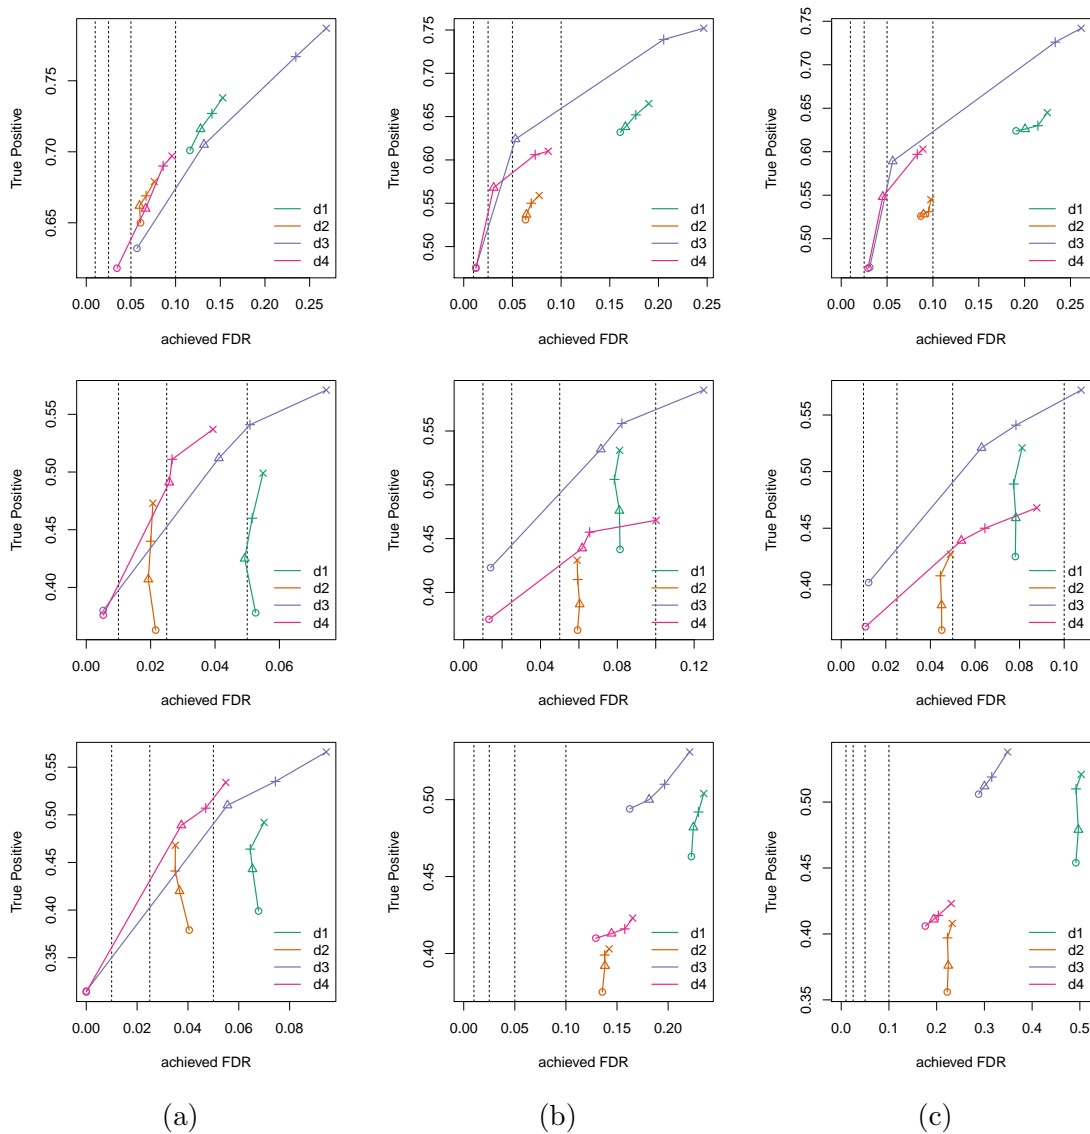 True Positive
0.75
0.70
0.65
d1
d2
d3
d4
0.00 0.05 0.10 0.15 0.20 0.25
achieved FDR
True Positive
0.75
0.70
0.65
0.60
0.55
0.50
d1
d2
d3
d4
0.00 0.05 0.10 0.15 0.20 0.25
achieved FDR
True Positive
0.75
0.70
0.65
0.60
0.55
0.50
d1
d2
d3
d4
0.00 0.05 0.10 0.15 0.20 0.25
achieved FDR
True Positive
0.55
0.50
0.45
0.40
d1
d2
d3
d4
0.00 0.02 0.04 0.06
achieved FDR
True Positive
0.55
0.50
0.45
0.40
d1
d2
d3
d4
0.00 0.04 0.08 0.12
achieved FDR
True Positive
0.55
0.50
0.45
0.40
d1
d2
d3
d4
0.00 0.02 0.04 0.06 0.08 0.10
achieved FDR
True Positive
0.55
0.50
0.45
0.40
0.35
d1
d2
d3
d4
0.00 0.02 0.04 0.06 0.08
achieved FDR
True Positive
0.50
0.45
0.40
d1
d2
d3
d4
0.00 0.05 0.10 0.15 0.20
achieved FDR
True Positive
0.50
0.45
0.40
0.35
d1
d2
d3
d4
0.0 0.1 0.2 0.3 0.4 0.5
achieved FDR
(a) (b) (c)